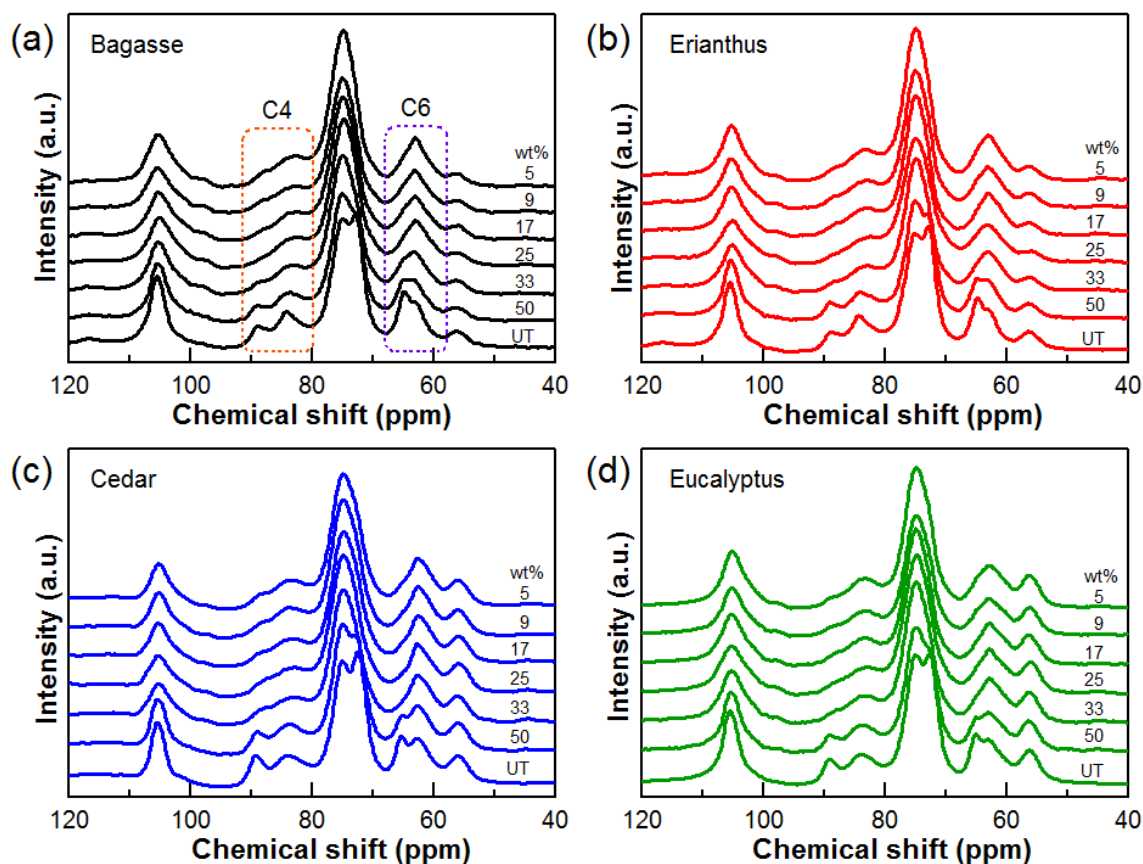 (a) Bagasse
C4
C6
wt%
5
9
17
25
33
50
UT
120 100 80 60 40
Chemical shift (ppm)
Intensity (a.u.)
(b) Erianthus
wt%
5
9
17
25
33
50
UT
120 100 80 60 40
Chemical shift (ppm)
Intensity (a.u.)
(c) Cedar
wt%
5
9
17
25
33
50
UT
120 100 80 60 40
Chemical shift (ppm)
Intensity (a.u.)
(d) Eucalyptus
wt%
5
9
17
25
33
50
UT
120 100 80 60 40
Chemical shift (ppm)
Intensity (a.u.)